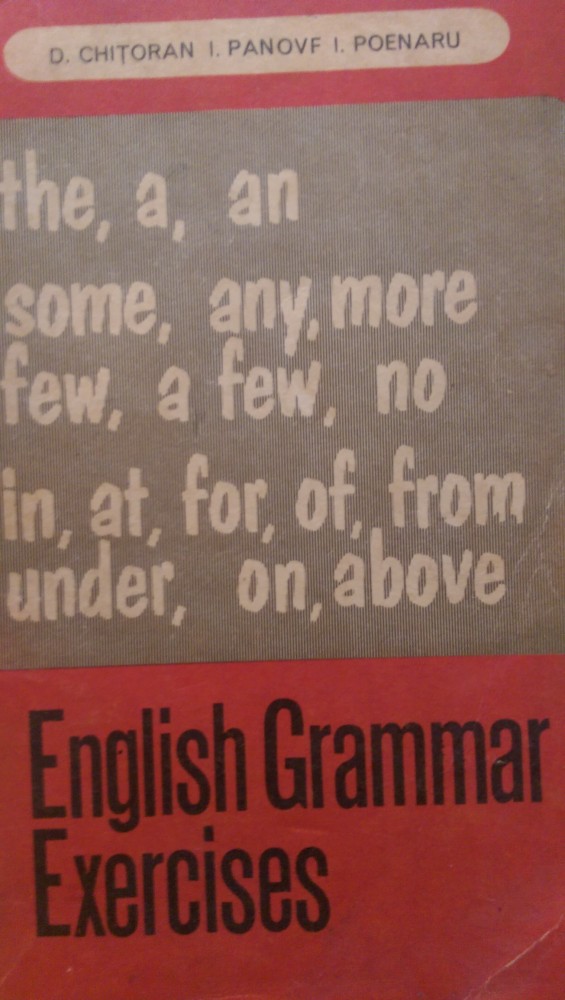 D. CHIȚORAN I. PANOVF I. POENARU
the, a, an
some, any, more
few, a few, no
in, at, for, of, from
under, on, above
English Grammar
Exercises